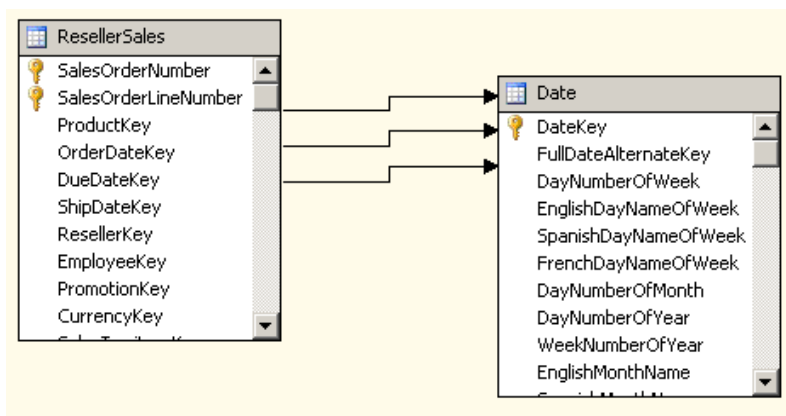 ResellerSales
SalesOrderNumber
SalesOrderLineNumber
ProductKey
OrderDateKey
DueDateKey
ShipDateKey
ResellerKey
EmployeeKey
PromotionKey
CurrencyKey
Date
DateKey
FullDateAlternateKey
DayNumberOfWeek
EnglishDayNameOfWeek
SpanishDayNameOfWeek
FrenchDayNameOfWeek
DayNumberOfMonth
DayNumberOfYear
WeekNumberOfYear
EnglishMonthName